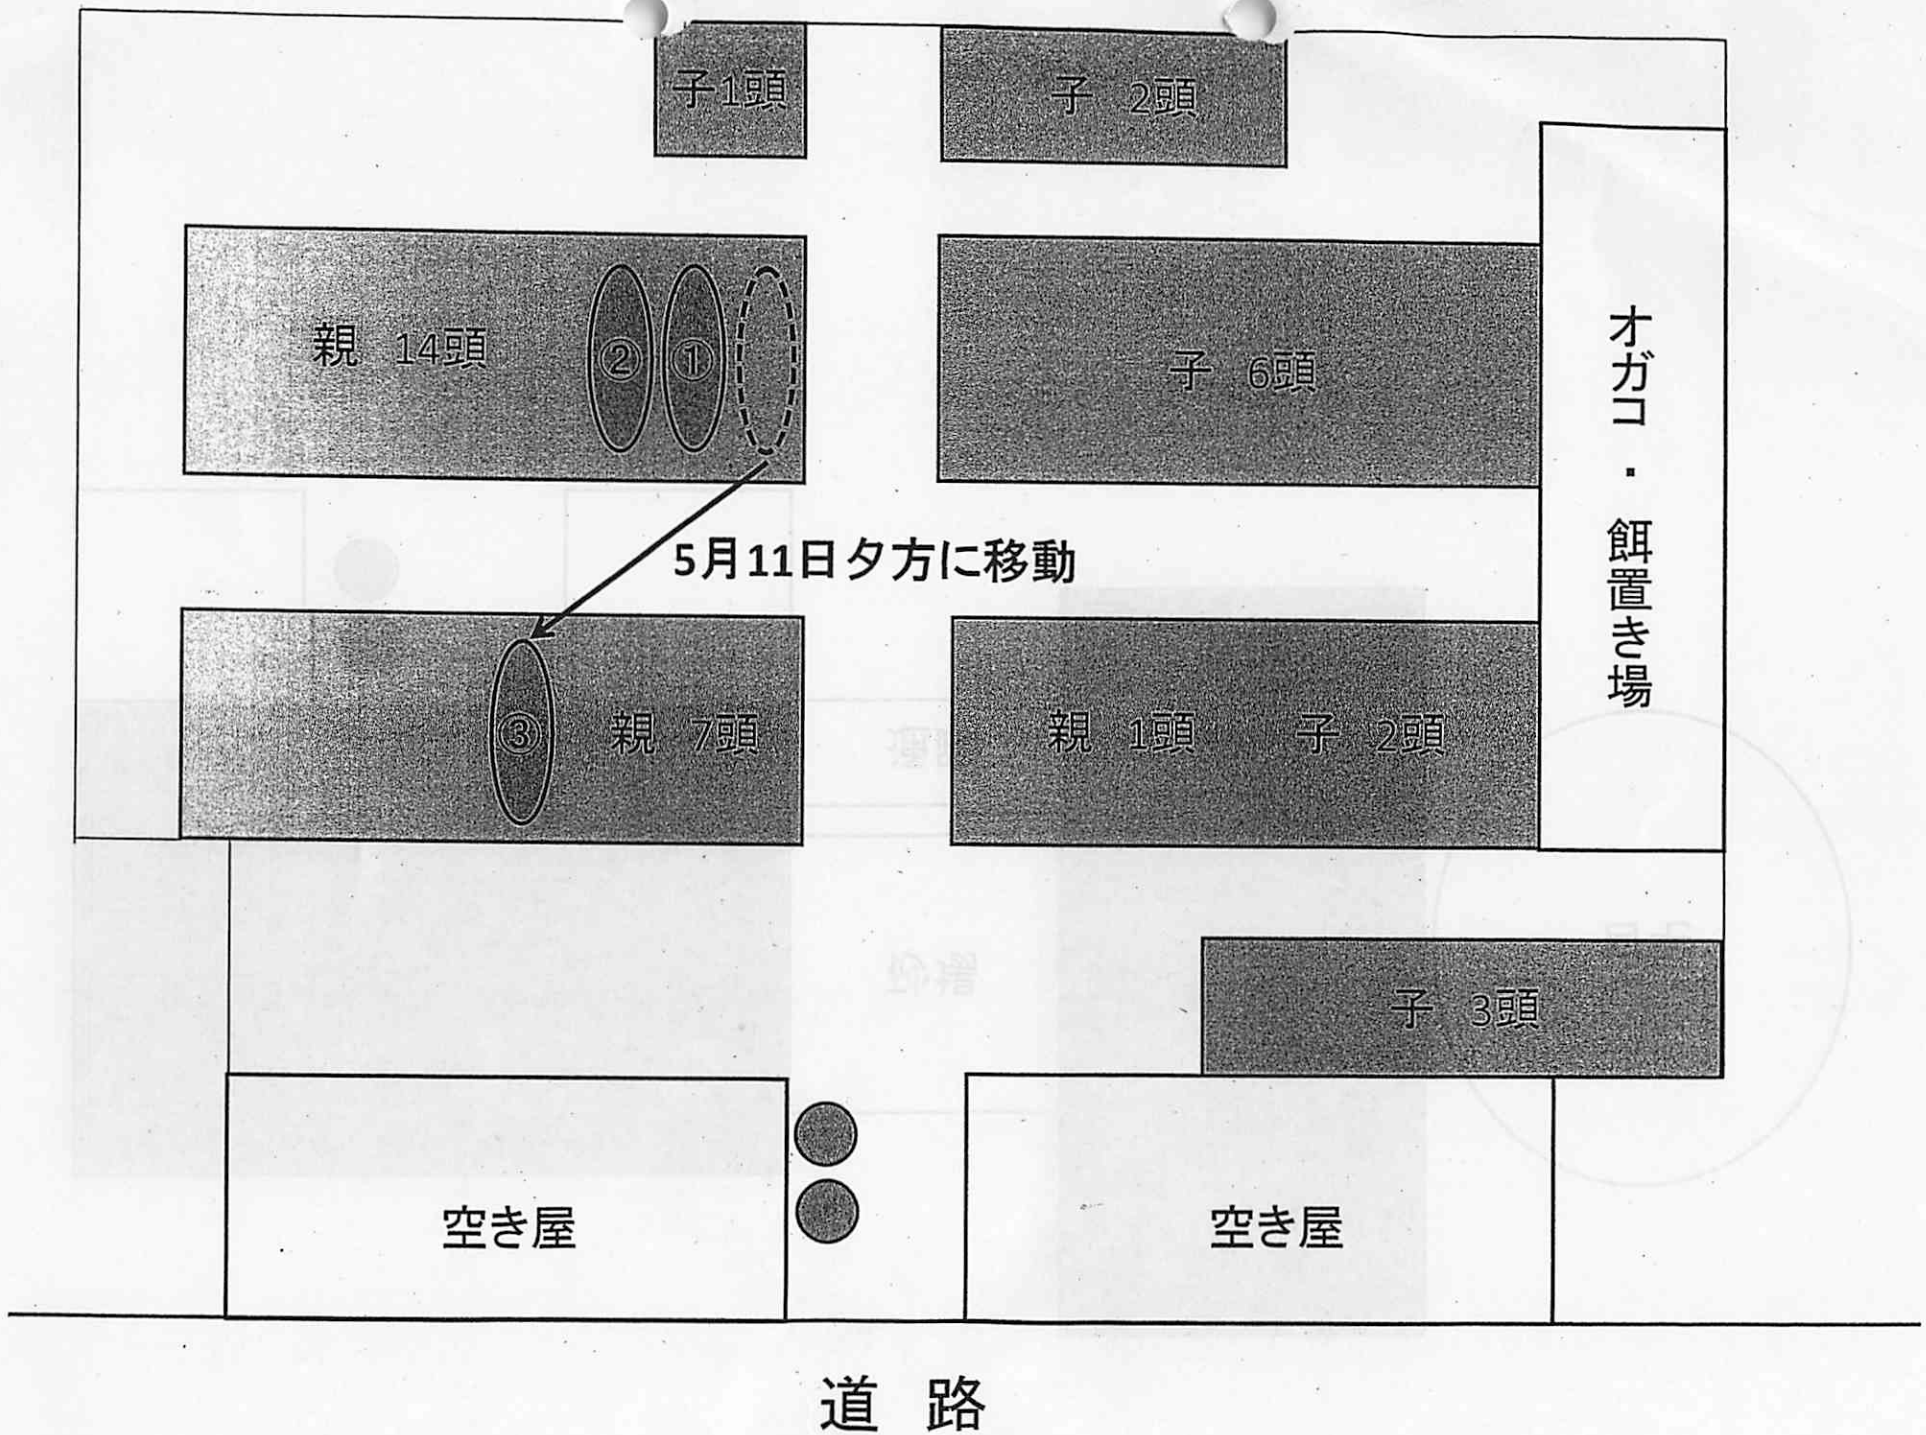 子1頭
子 2頭
親 14頭
②
①
子 6頭
オガコ・餌置き場
5月11日夕方に移動
③
親 7頭
親 1頭 子 2頭
子 3頭
空き屋
空き屋
道 路